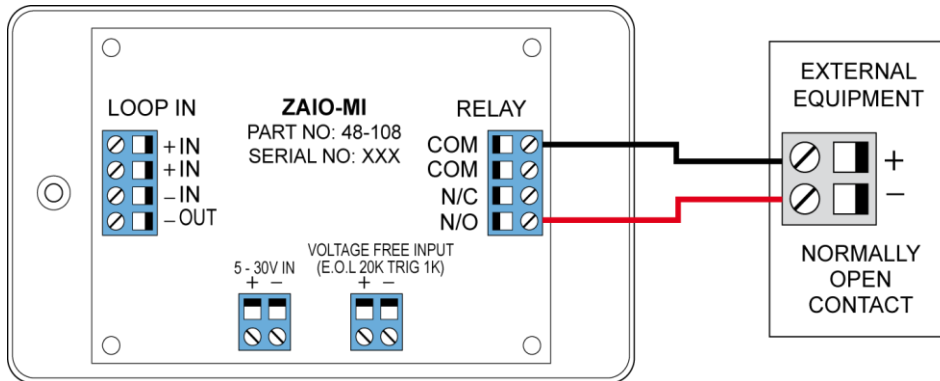 LOOP IN
+ IN
+ IN
– IN
– OUT
ZAIO-MI
PART NO: 48-108
SERIAL NO: XXX
RELAY
COM
COM
N/C
N/O
5 - 30V IN
+ –
VOLTAGE FREE INPUT
(E.O.L 20K TRIG 1K)
+ –
EXTERNAL
EQUIPMENT
+
–
NORMALLY
OPEN
CONTACT